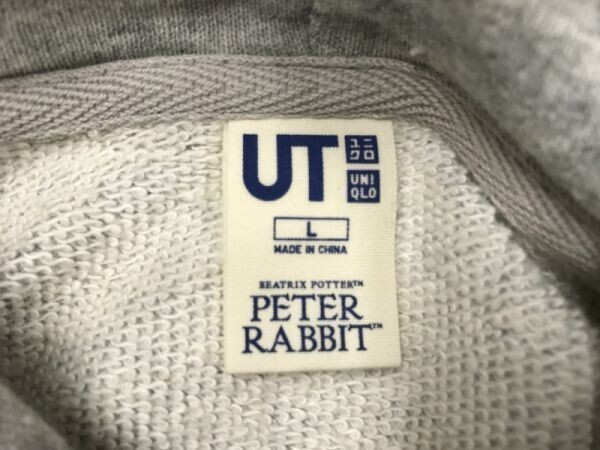 UT
ユニ
クロ
UNI
QLO
L
MADE IN CHINA
BEATRIX POTTER™
PETER
RABBIT™